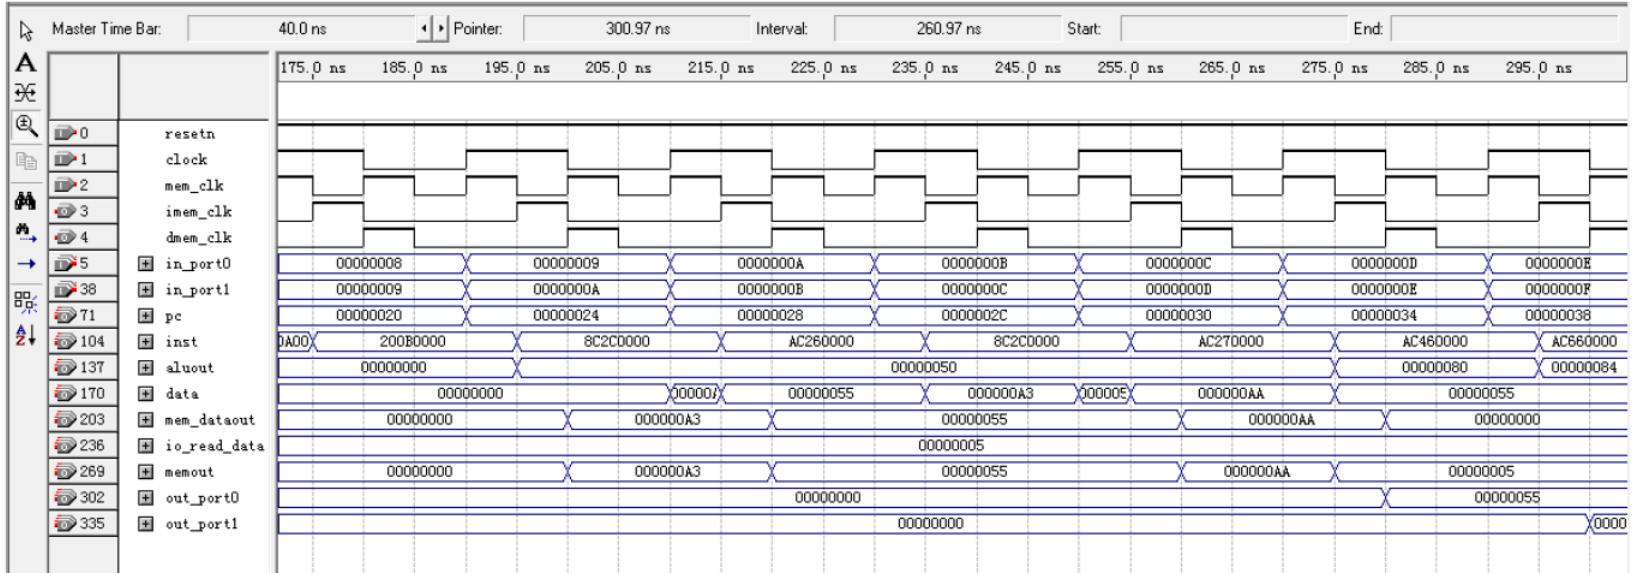 Master Time Bar: 40.0 ns Pointer: 300.97 ns Interval: 260.97 ns Start: End:
175.0 ns 185.0 ns 195.0 ns 205.0 ns 215.0 ns 225.0 ns 235.0 ns 245.0 ns 255.0 ns 265.0 ns 275.0 ns 285.0 ns 295.0 ns
0 resetn
1 clock
2 mem_clk
3 imem_clk
4 dmem_clk
5 in_port0 00000008 00000009 0000000A 0000000B 0000000C 0000000D 0000000E
38 in_port1 00000009 0000000A 0000000B 0000000C 0000000D 0000000E 0000000F
71 pc 00000020 00000024 00000028 0000002C 00000030 00000034 00000038
104 inst 0A00 200B0000 8C2C0000 AC260000 8C2C0000 AC270000 AC460000 AC660000
137 aluout 00000000 00000050 00000080 00000084
170 data 00000000 00000 00000055 000000A3 000005 000000AA 00000055
203 mem_dataout 00000000 000000A3 00000055 000000AA 00000000
236 io_read_data 00000005
269 memout 00000000 000000A3 00000055 000000AA 00000005
302 out_port0 00000000 00000055
335 out_port1 00000000 0000